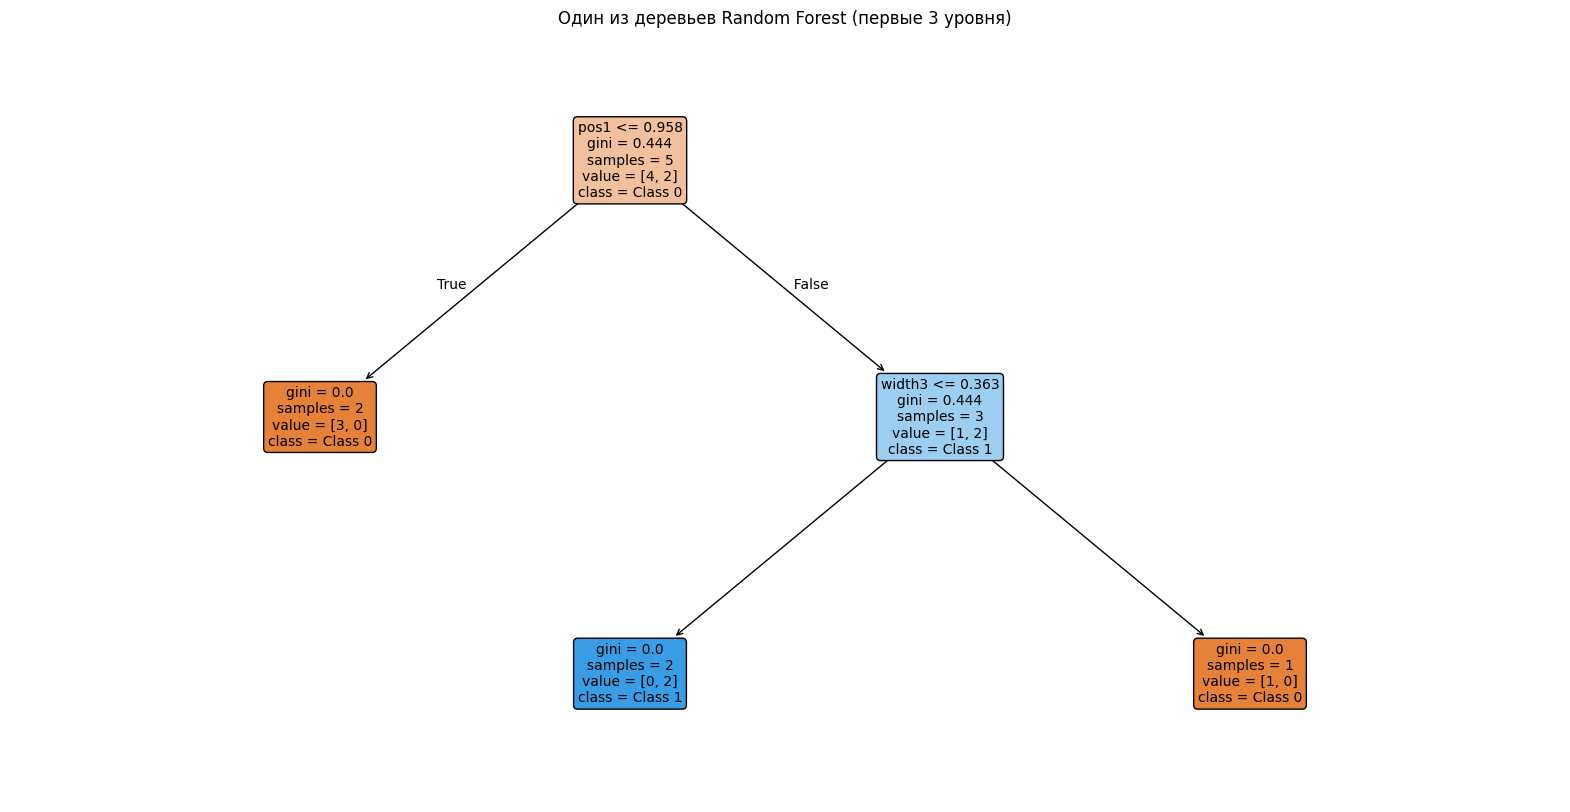 Один из деревьев Random Forest (первые 3 уровня)
pos1 <= 0.958
gini = 0.444
samples = 5
value = [4, 2]
class = Class 0
True
False
gini = 0.0
samples = 2
value = [3, 0]
class = Class 0
width3 <= 0.363
gini = 0.444
samples = 3
value = [1, 2]
class = Class 1
gini = 0.0
samples = 2
value = [0, 2]
class = Class 1
gini = 0.0
samples = 1
value = [1, 0]
class = Class 0